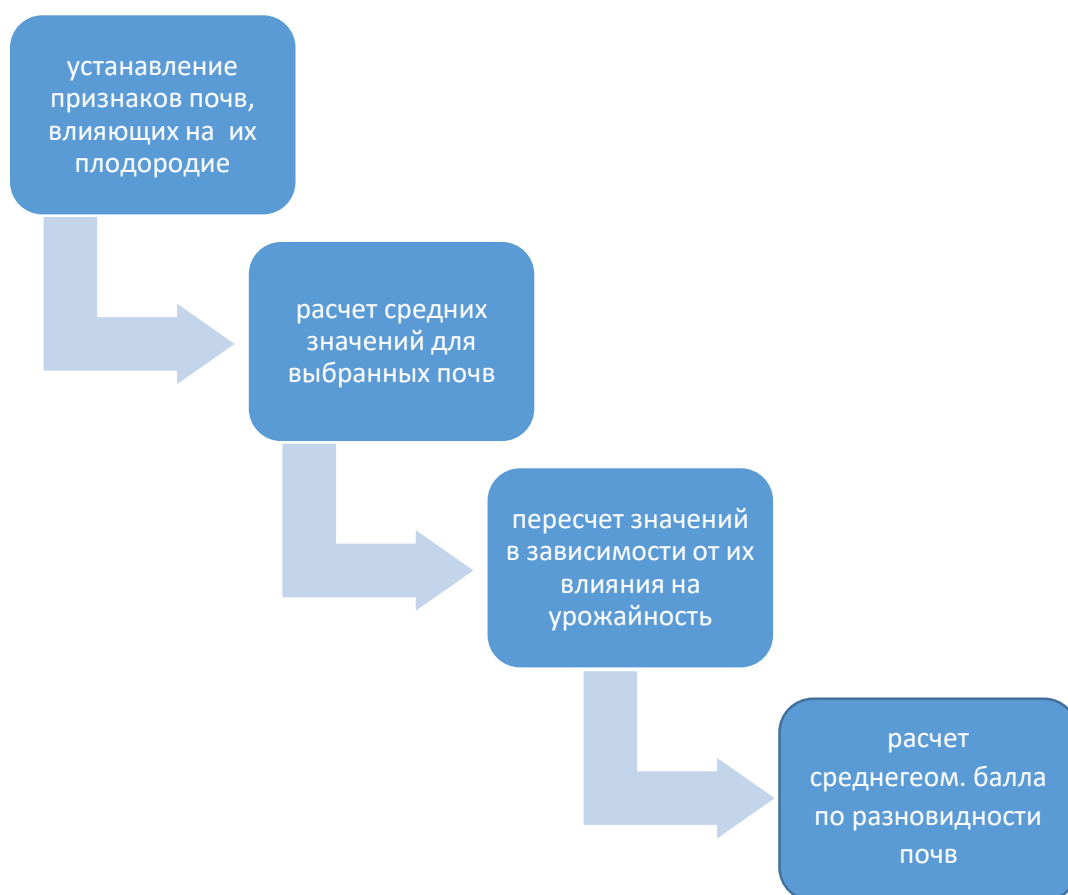 устанавление
признаков почв,
влияющих на их
плодородие
расчет средних
значений для
выбранных почв
пересчет значений
в зависимости от их
влияния на
урожайность
расчет
среднегеом. балла
по разновидности
почв